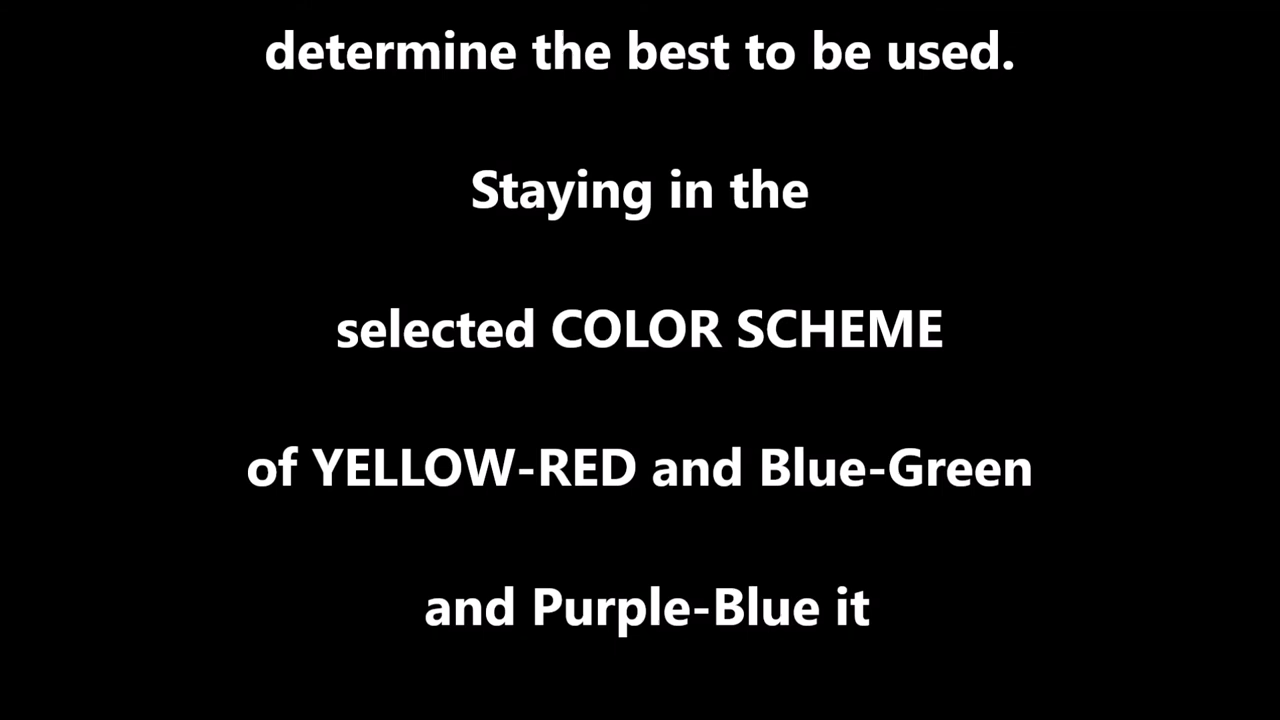 determine the best to be used.
Staying in the
selected COLOR SCHEME
of YELLOW-RED and Blue-Green
and Purple-Blue it